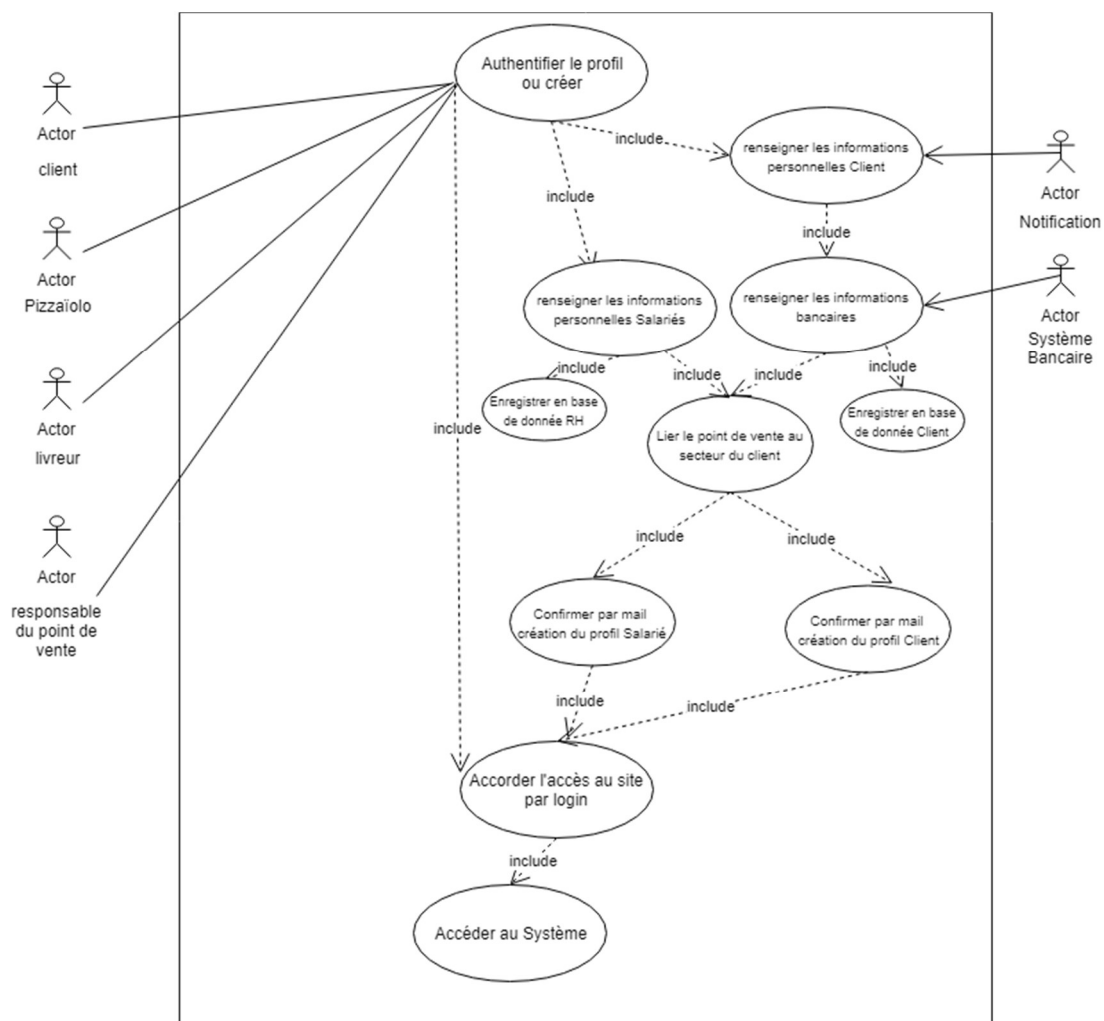 Authentifier le profil
ou créer
Actor
client
include
renseigner les informations
personnelles Client
Actor
Notification
include
include
Actor
Pizzaïolo
renseigner les informations
personnelles Salariés
renseigner les informations
bancaires
Actor
Système
Bancaire
include
include
include
include
Enregistrer en base
de donnée RH
Enregistrer en base
de donnée Client
Actor
livreur
include
Lier le point de vente au
secteur du client
Actor
responsable
du point de
vente
include
include
Confirmer par mail
création du profil Salarié
Confirmer par mail
création du profil Client
include
include
Accorder l'accès au site
par login
include
Accéder au Système